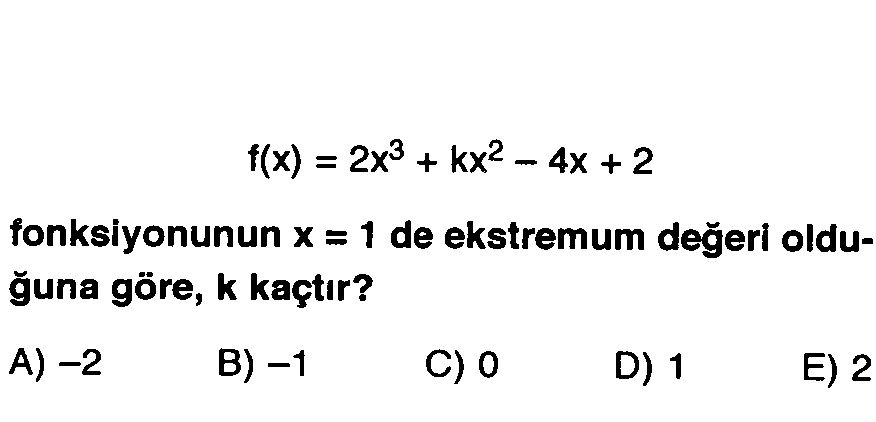 f(x) = 2x³ + kx² – 4x + 2
fonksiyonunun x = 1 de ekstremum değeri oldu-
ğuna göre, k kaçtır?
A) –2 B) –1 C) 0 D) 1 E) 2